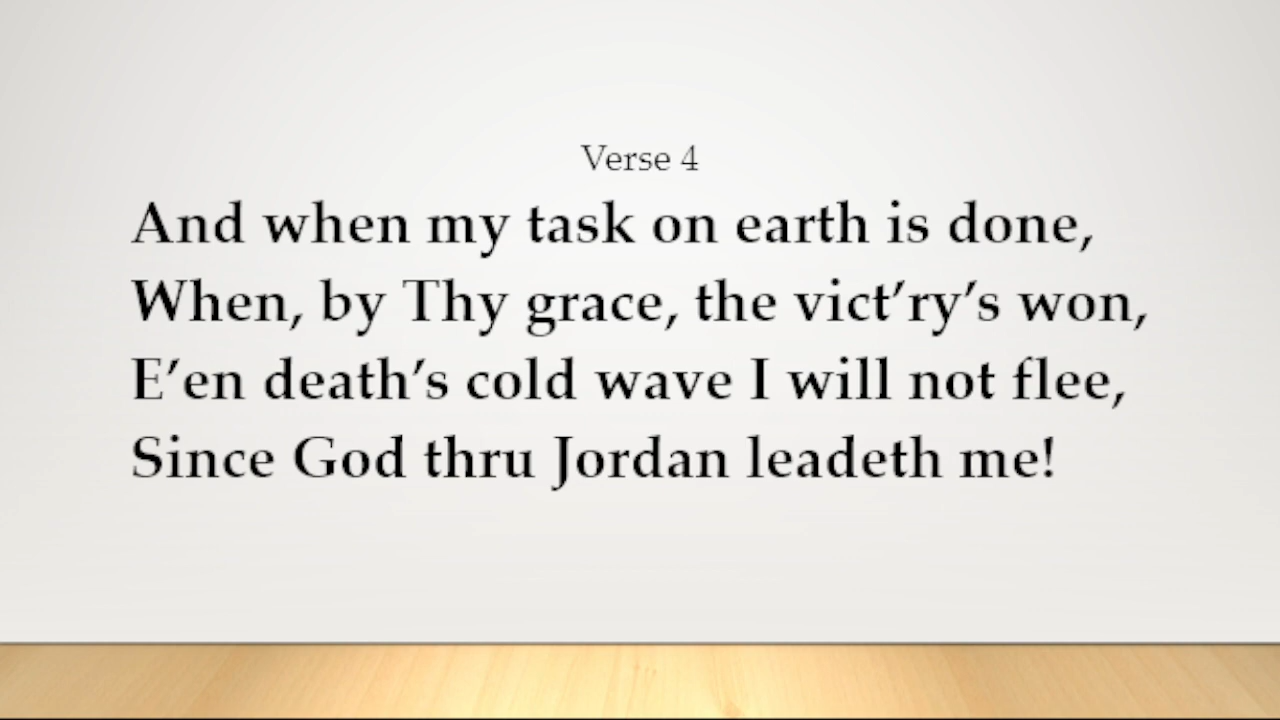 Verse 4
And when my task on earth is done,
When, by Thy grace, the vict’ry’s won,
E’en death’s cold wave I will not flee,
Since God thru Jordan leadeth me!